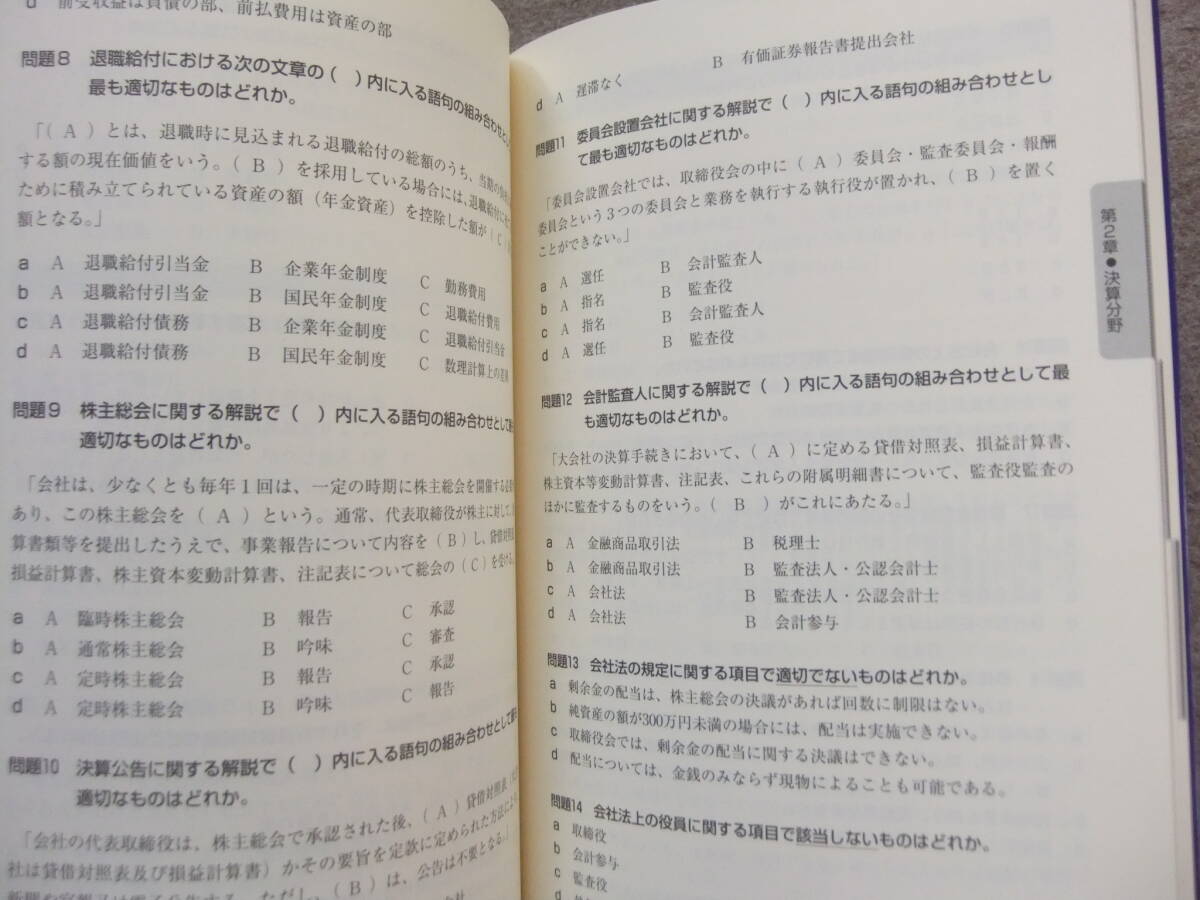 前受収益は負債の部、前払費用は資産の部
問題8 退職給付における次の文章の( )内に入る語句の組み合わせとし
最も適切なものはどれか。
「(A)とは、退職時に見込まれる退職給付の総額のうち、当期の
する額の現在価値をいう。(B)を採用している場合には、退職給付に
ために積み立てられている資産の額(年金資産)を控除した額が(C)
額となる。」
a A 退職給付引当金 B 企業年金制度 C 勤務費用
b A 退職給付引当金 B 国民年金制度 C 退職給付費用
c A 退職給付債務 B 企業年金制度 C 退職給付引当金
d A 退職給付債務 B 国民年金制度 C 数理計算上の差異
問題9 株主総会に関する解説で( )内に入る語句の組み合わせとして
適切なものはどれか。
「会社は、少なくとも毎年1回は、一定の時期に株主総会を開催する
あり、この株主総会を(A)という。通常、代表取締役が株主に対して、
算書類等を提出したうえで、事業報告について内容を(B)し、貸借対照
損益計算書、株主資本変動計算書、注記表について総会の(C)を受ける。
a A 臨時株主総会 B 報告 C 承認
b A 通常株主総会 B 吟味 C 審査
c A 定時株主総会 B 報告 C 承認
d A 定時株主総会 B 吟味 C 報告
問題10 決算公告に関する解説で( )内に入る語句の組み合わせとして
適切なものはどれか。
「会社の代表取締役は、株主総会で承認された後、(A)貸借対照表
社は貸借対照表及び損益計算書)かその要旨を定款に定められた方法に
ただし、(B)は、公告は不要となる。」
B 有価証券報告書提出会社
d A 遅滞なく
問題11 委員会設置会社に関する解説で( )内に入る語句の組み合わせとし
て最も適切なものはどれか。
「委員会設置会社では、取締役会の中に(A)委員会・監査委員会・報酬
委員会という3つの委員会と業務を執行する執行役が置かれ、(B)を置く
ことができない。」
a A 選任 B 会計監査人
b A 指名 B 監査役
c A 指名 B 会計監査人
d A 選任 B 監査役
第2章●決算分野
問題12 会計監査人に関する解説で( )内に入る語句の組み合わせとして最
も適切なものはどれか。
「大会社の決算手続きにおいて、(A)に定める貸借対照表、損益計算書、
株主資本等変動計算書、注記表、これらの附属明細書について、監査役監査の
ほかに監査するものをいう。(B)がこれにあたる。」
a A 金融商品取引法 B 税理士
b A 金融商品取引法 B 監査法人・公認会計士
c A 会社法 B 監査法人・公認会計士
d A 会社法 B 会計参与
問題13 会社法の規定に関する項目で適切でないものはどれか。
a 剰余金の配当は、株主総会の決議があれば回数に制限はない。
b 純資産の額が300万円未満の場合には、配当は実施できない。
c 取締役会では、剰余金の配当に関する決議はできない。
d 配当については、金銭のみならず現物によることも可能である。
問題14 会社法上の役員に関する項目で該当しないものはどれか。
a 取締役
b 会計参与
c 監査役
d